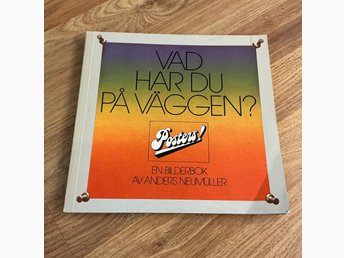 VAD
HAR DU
PÅ VÄGGEN?
Posters!
EN BILDERBOK
AV ANDERS NEUMÜLLER